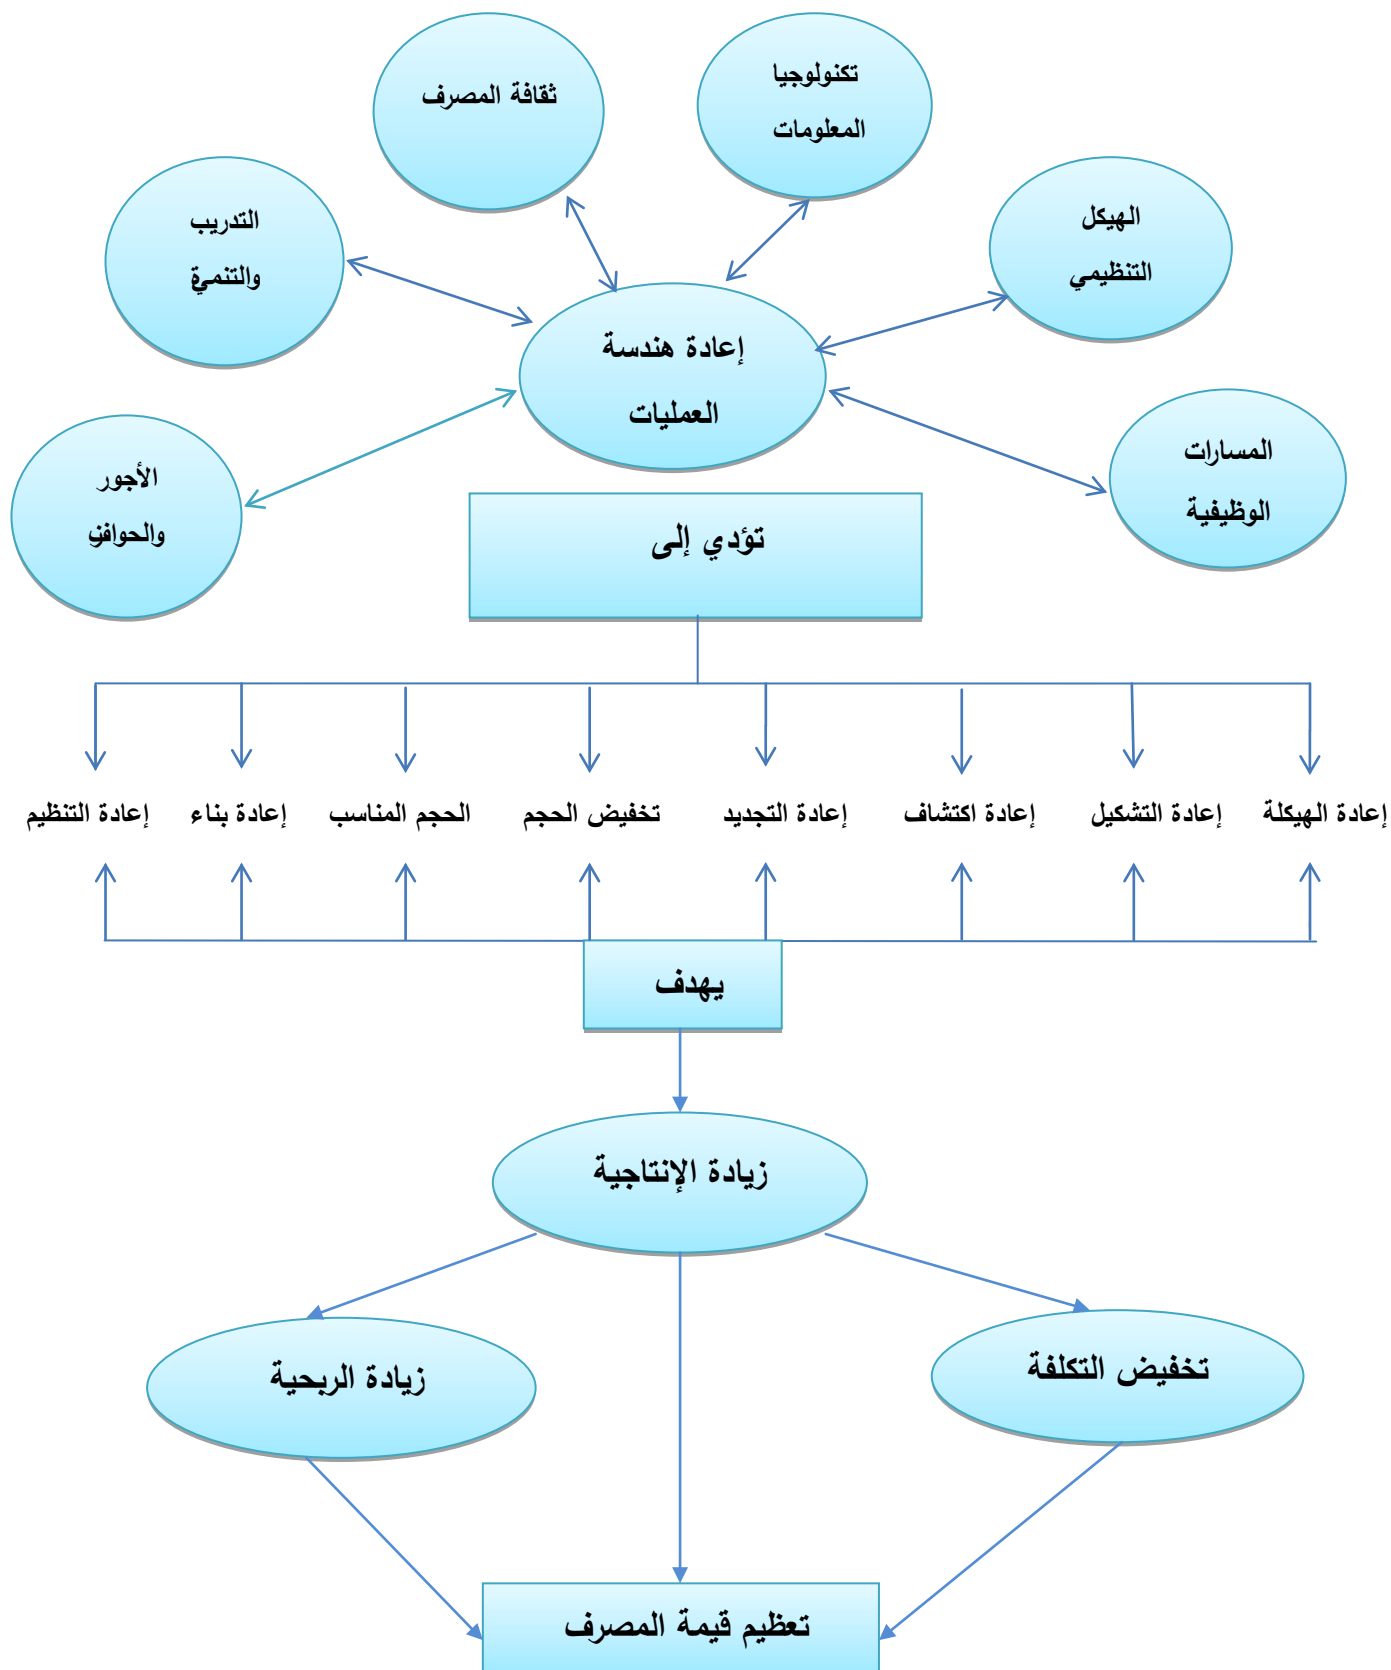 تكنولوجيا
المعلومات
ثقافة المصرف
الهيكل
التنظيمي
التدريب
والتنمية
إعادة هندسة
العمليات
المسارات
الوظيفية
الأجور
والحوافز
تؤدي إلى
إعادة الهيكلة
إعادة التشكيل
إعادة اكتشاف
إعادة التجديد
تخفيض الحجم
الحجم المناسب
إعادة بناء
إعادة التنظيم
يهدف
زيادة الإنتاجية
تخفيض التكلفة
زيادة الربحية
تعظيم قيمة المصرف